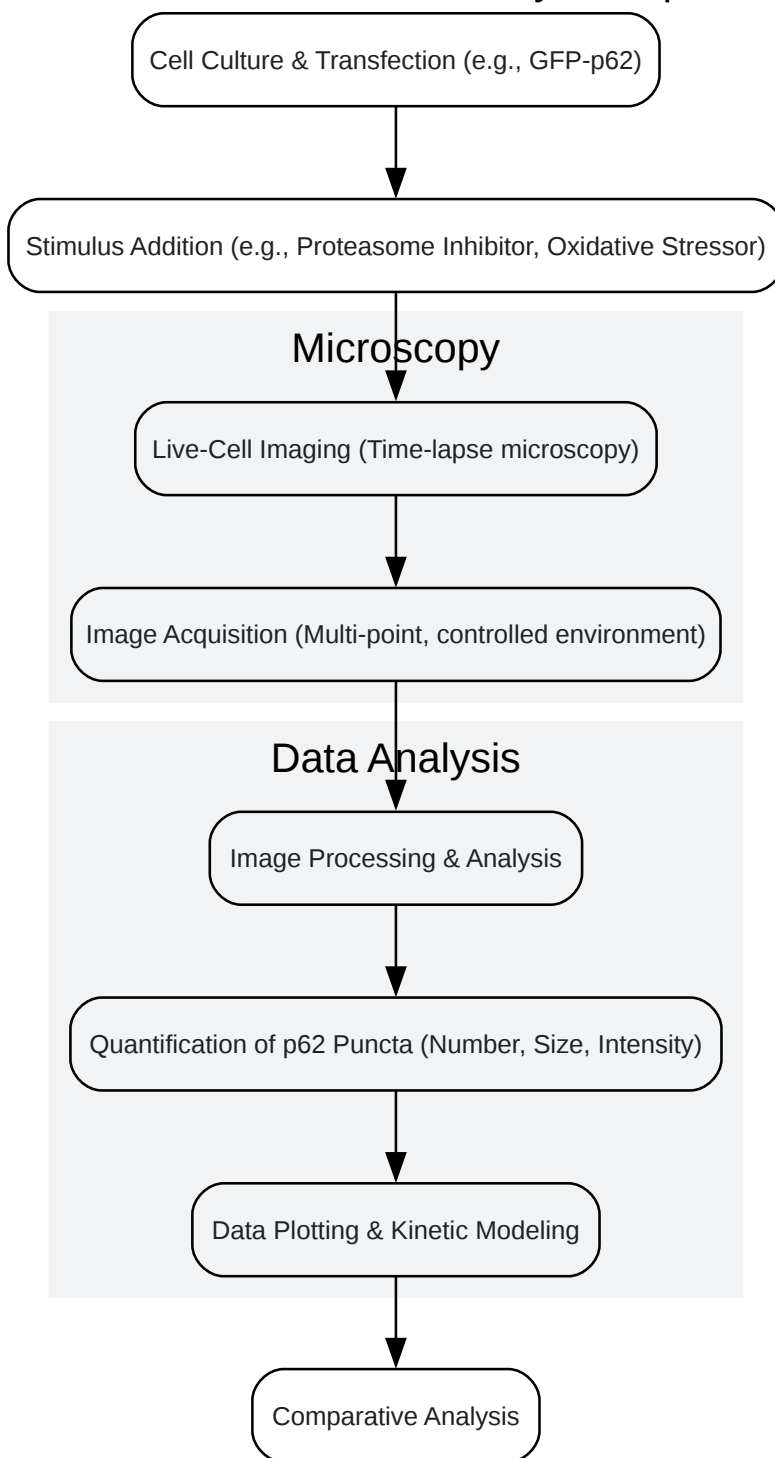 Cell Culture & Transfection (e.g., GFP-p62)
Stimulus Addition (e.g., Proteasome Inhibitor, Oxidative Stressor)
Microscopy
Live-Cell Imaging (Time-lapse microscopy)
Image Acquisition (Multi-point, controlled environment)
Data Analysis
Image Processing & Analysis
Quantification of p62 Puncta (Number, Size, Intensity)
Data Plotting & Kinetic Modeling
Comparative Analysis